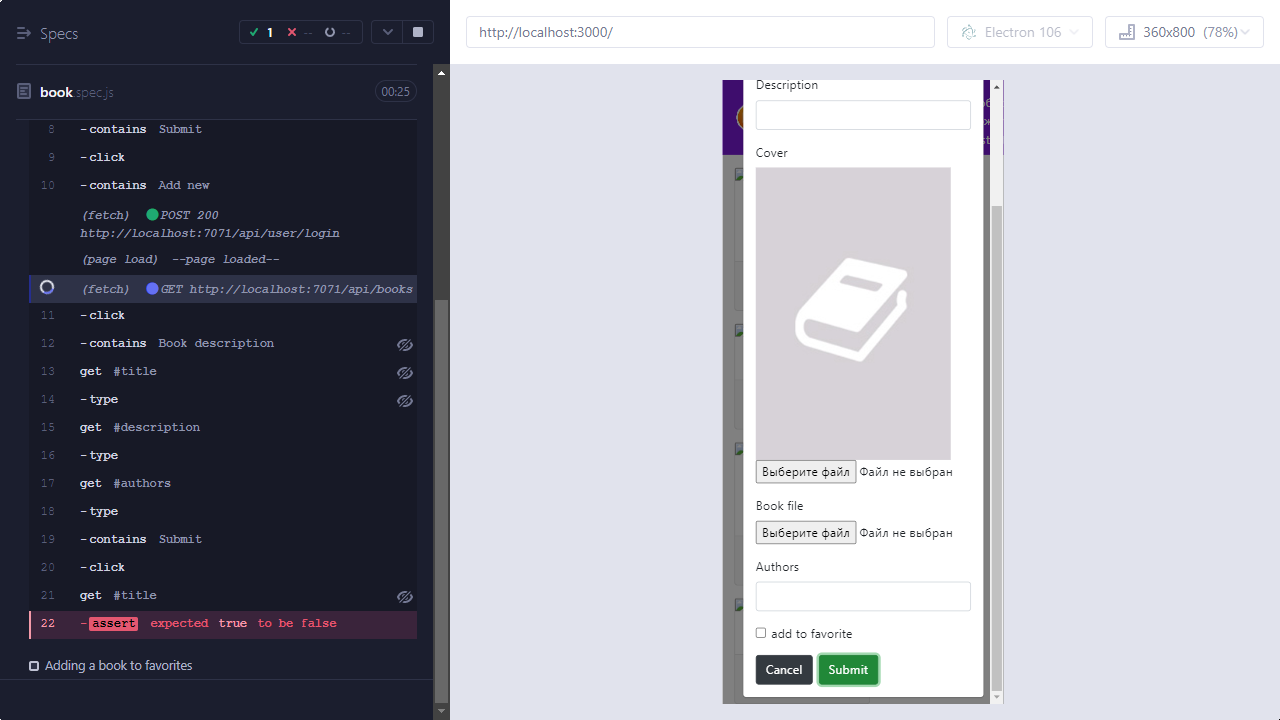 Specs
1
--
--
http://localhost:3000/
Electron 106
360x800 (78%)
book.spec.js
00:25
8 -contains Submit
9 -click
10 -contains Add new
(fetch) POST 200
http://localhost:7071/api/user/login
(page load) --page loaded--
(fetch) GET http://localhost:7071/api/books
11 -click
12 -contains Book description
13 get #title
14 -type
15 get #description
16 -type
17 get #authors
18 -type
19 -contains Submit
20 -click
21 get #title
22 -assert expected true to be false
Adding a book to favorites
Description
Cover
Выберите файл Файл не выбран
Book file
Выберите файл Файл не выбран
Authors
add to favorite
Cancel Submit